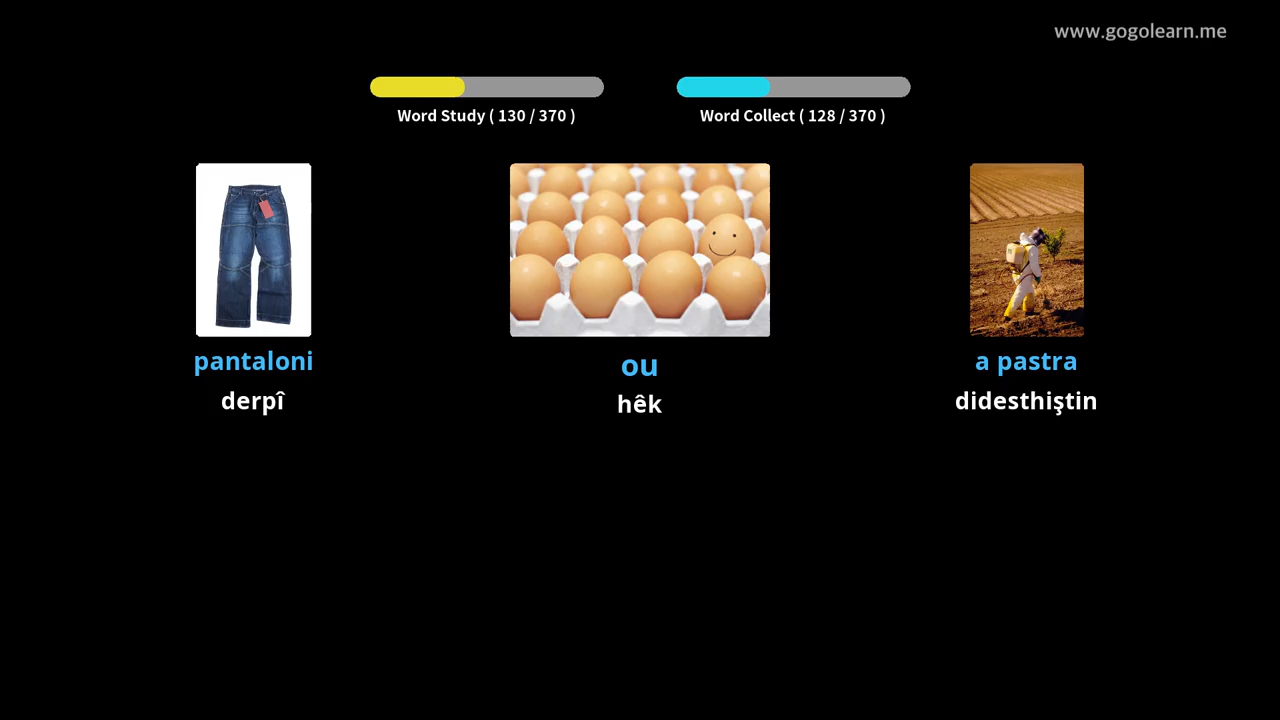 www.gogolearn.me
Word Study ( 130 / 370 )
Word Collect ( 128 / 370 )
pantaloni
derpî
ou
hêk
a pastra
didesthiştin